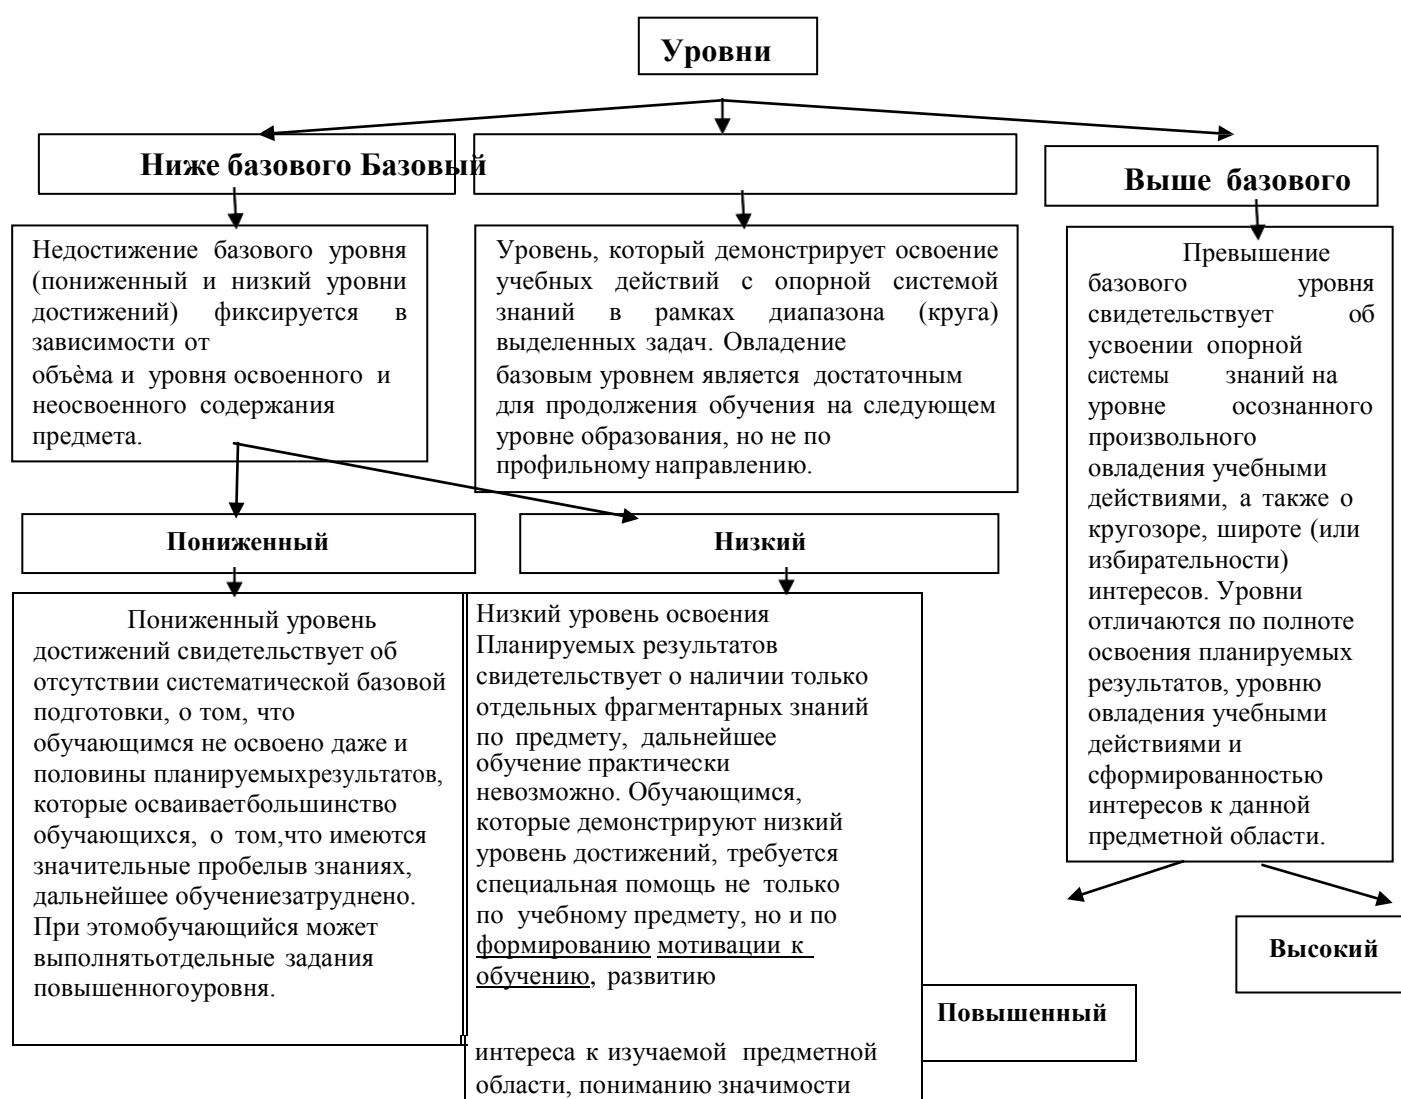 Уровни
Ниже базового Базовый
Выше базового
Недостижение базового уровня
(пониженный и низкий уровни
достижений) фиксируется в
зависимости от
объѐма и уровня освоенного и
неосвоенного содержания
предмета.
Уровень, который демонстрирует освоение
учебных действий с опорной системой
знаний в рамках диапазона (круга)
выделенных задач. Овладение
базовым уровнем является достаточным
для продолжения обучения на следующем
уровне образования, но не по
профильному направлению.
Превышение
базового уровня
свидетельствует об
усвоении опорной
системы знаний на
уровне осознанного
произвольного
овладения учебными
действиями, а также о
кругозоре, широте (или
избирательности)
интересов. Уровни
отличаются по полноте
освоения планируемых
результатов, уровню
овладения учебными
действиями и
сформированностью
интересов к данной
предметной области.
Пониженный
Низкий
Пониженный уровень
достижений свидетельствует об
отсутствии систематической базовой
подготовки, о том, что
обучающимся не освоено даже и
половины планируемыхрезультатов,
которые осваиваетбольшинство
обучающихся, о том,что имеются
значительные пробелыв знаниях,
дальнейшее обучениезатруднено.
При этомобучающийся может
выполнятьотдельные задания
повышенногоуровня.
Низкий уровень освоения
Планируемых результатов
свидетельствует о наличии только
отдельных фрагментарных знаний
по предмету, дальнейшее
обучение практически
невозможно. Обучающимся,
которые демонстрируют низкий
уровень достижений, требуется
специальная помощь не только
по учебному предмету, но и по
формированию мотивации к
обучению, развитию
интереса к изучаемой предметной
области, пониманию значимости
Повышенный
Высокий